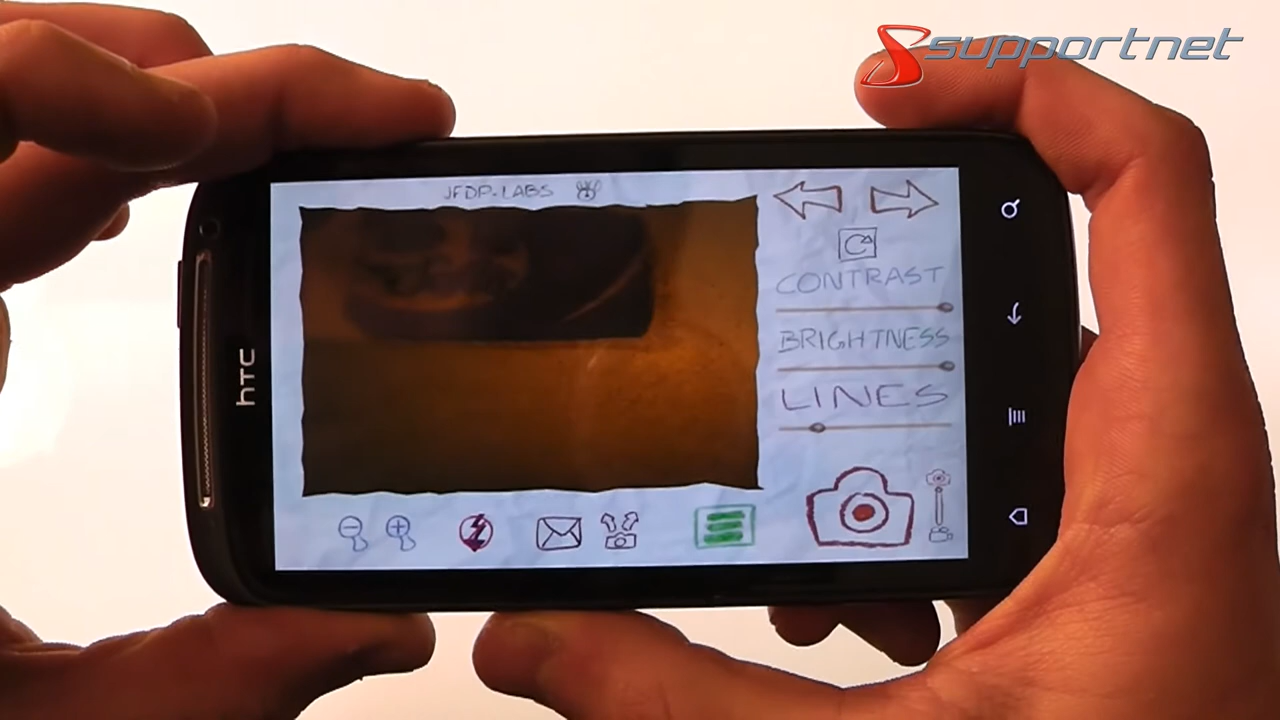 supportnet
JFDP-LABS
CONTRAST
BRIGHTNESS
LINES
hTC